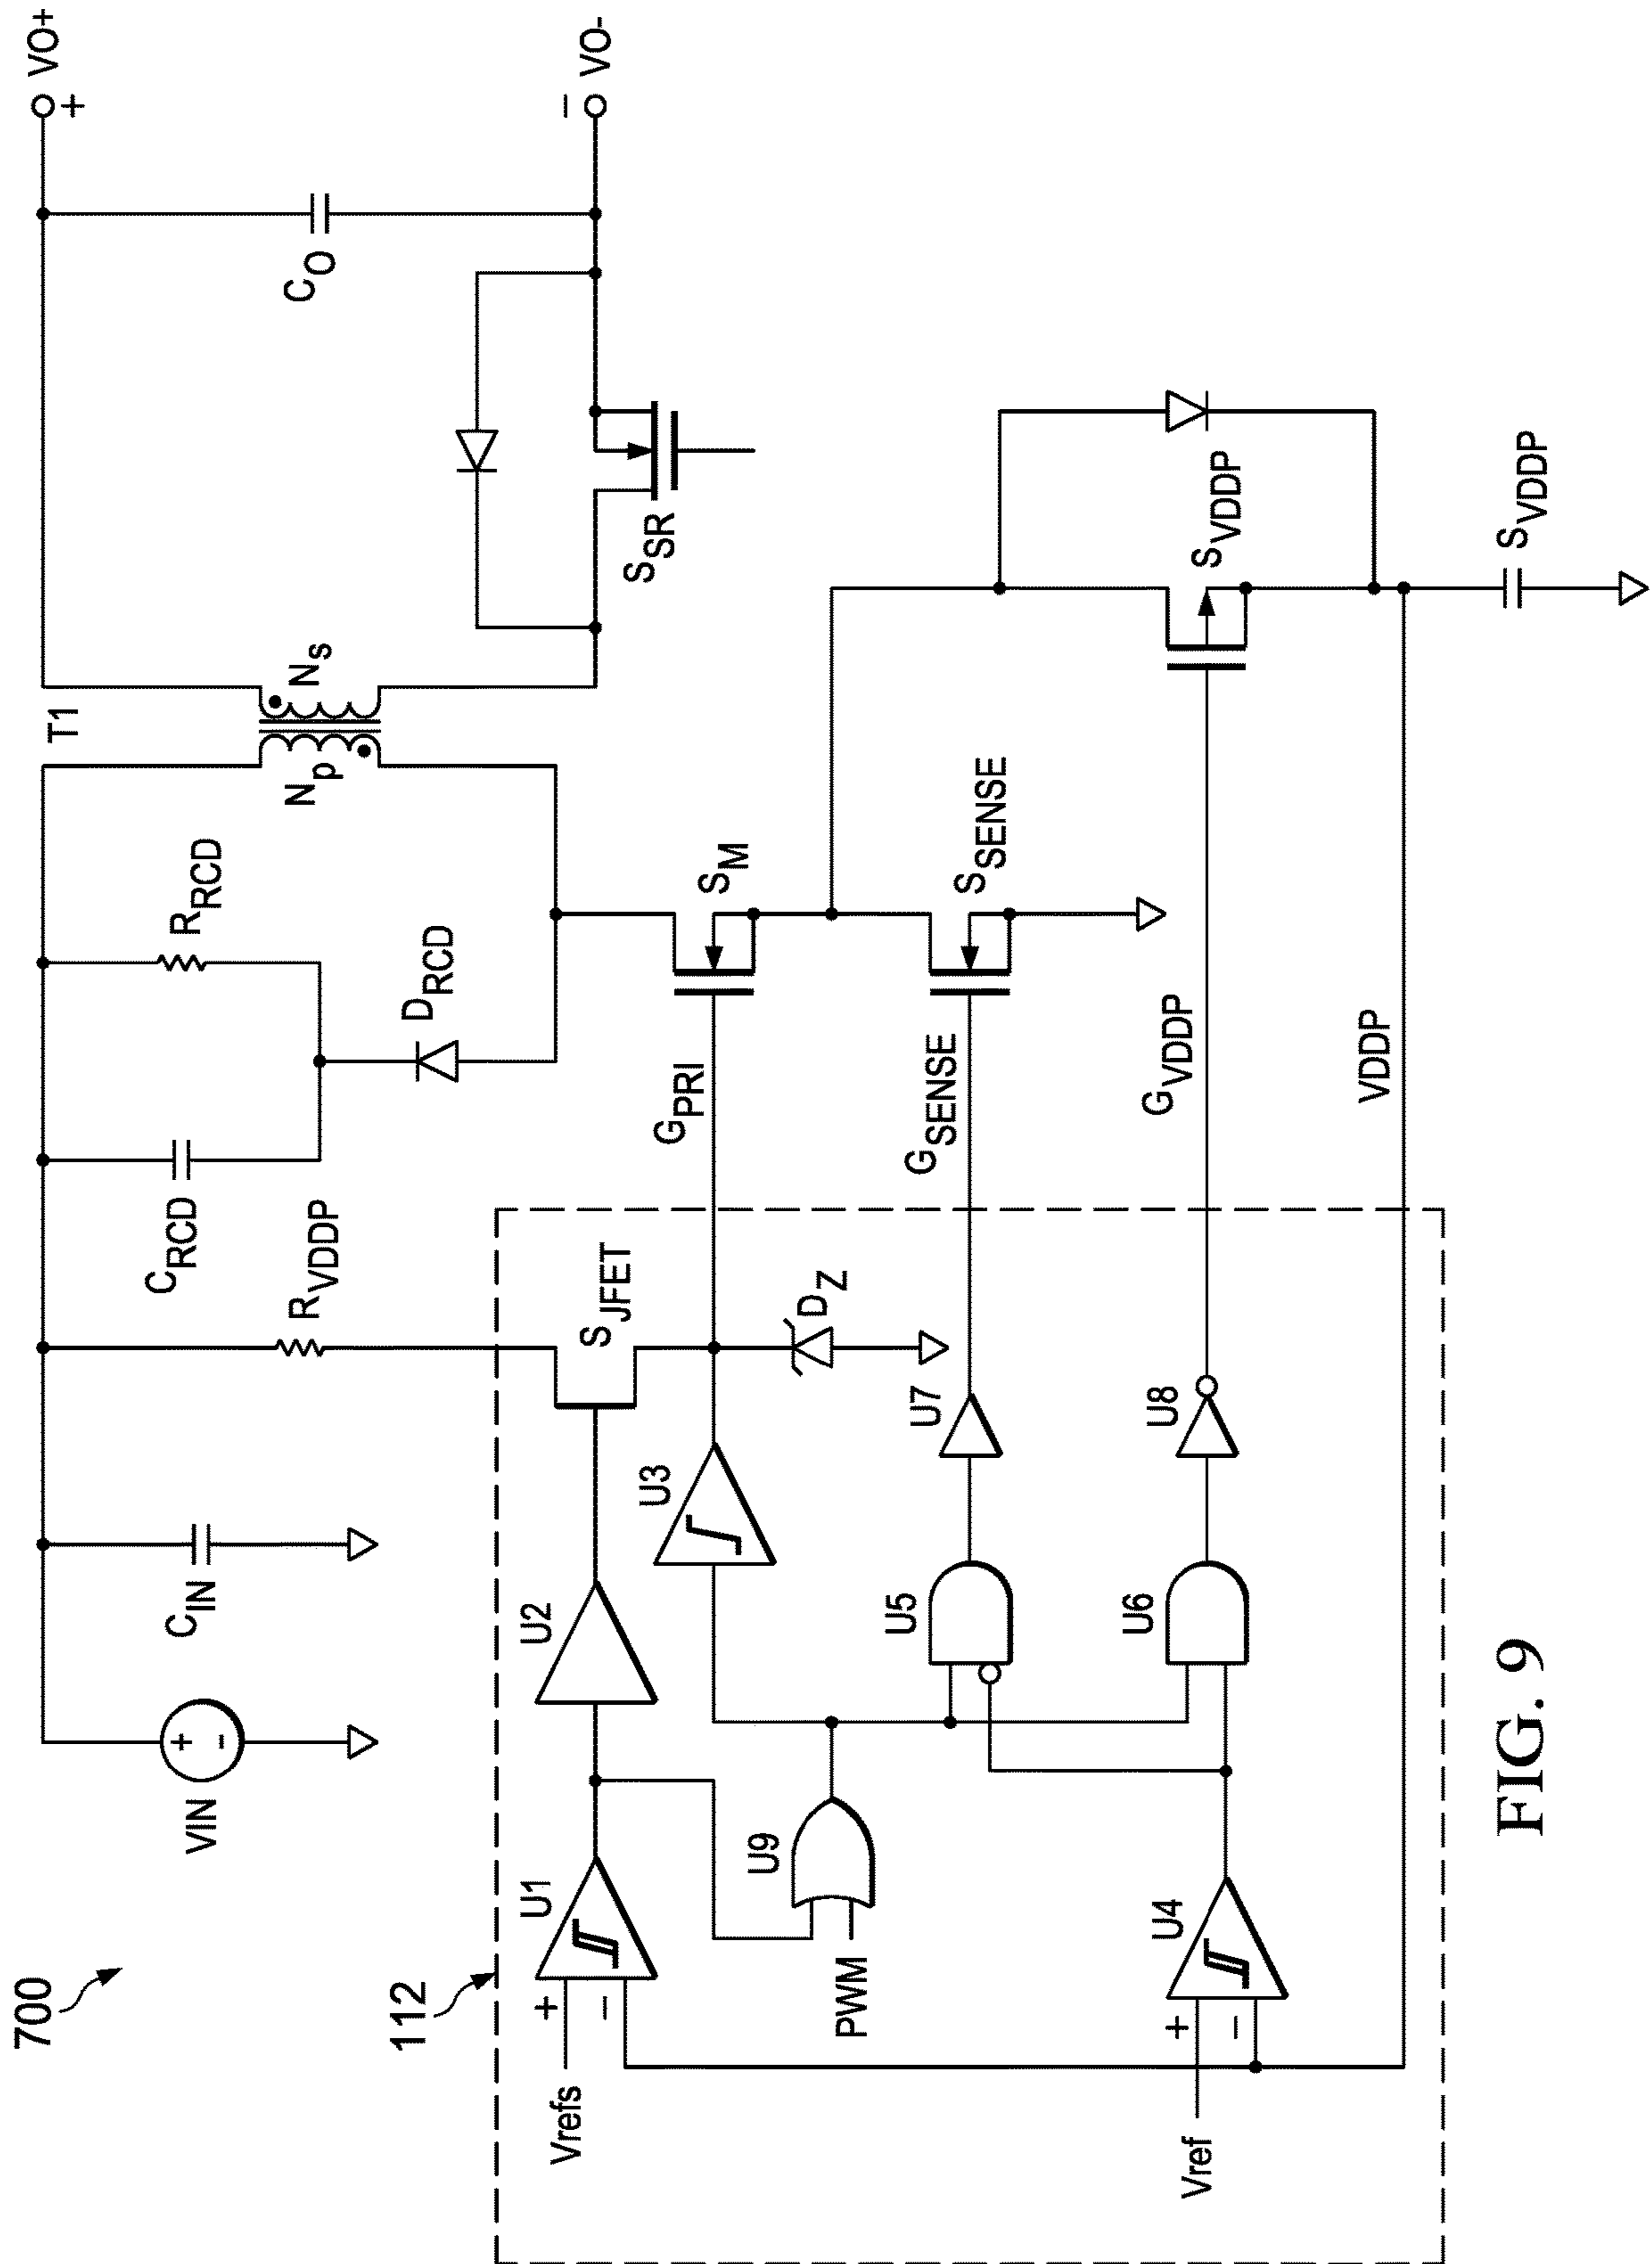 700
VIN
+
-
CIN
RVDDP
CRCD
RRCD
DRCD
T1
Np
Ns
CO
SSR
VO+
+
VO-
−
112
Vrefs
+
−
U1
U2
SJFET
U3
DZ
GPRI
SM
PWM
U9
U5
U7
GSENSE
SSENSE
Vref
+
−
U4
U6
U8
GVDDP
SVDDP
VDDP
SVDDP
FIG. 9